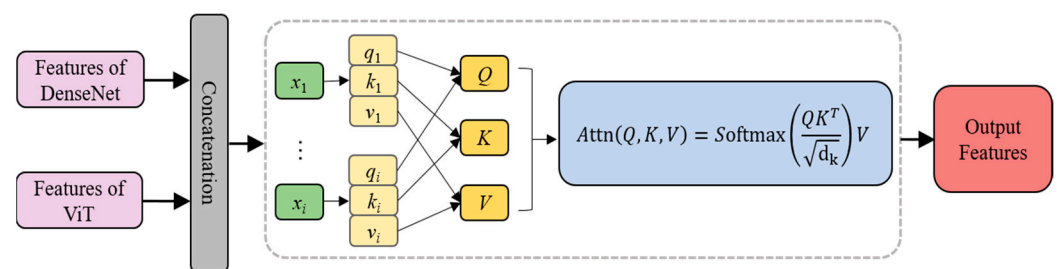 Features of
DenseNet
Features of
ViT
Concatenation
x₁
⋮
xᵢ
q₁
k₁
v₁
qᵢ
kᵢ
vᵢ
Q
K
V
Attn(Q, K, V) = Softmax(QKᵀ/√dₖ)V
Output
Features